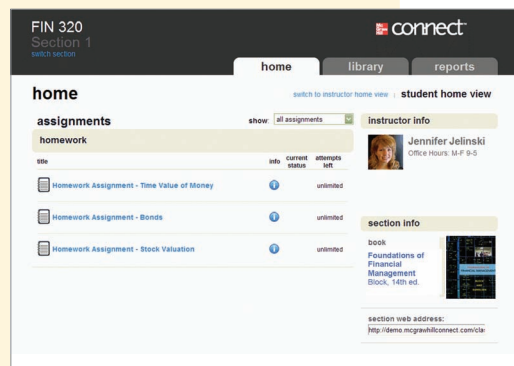 FIN 320
Section 1
switch section
connect
home
library
reports
home
switch to instructor home view | student home view
assignments
show: all assignments
homework
title
info
current status
attempts left
Homework Assignment - Time Value of Money
unlimited
Homework Assignment - Bonds
unlimited
Homework Assignment - Stock Valuation
unlimited
instructor info
Jennifer Jelinski
Office Hours: M-F 9-5
section info
book
Foundations of
Financial
Management
Block, 14th ed.
section web address:
http://demo.mcgrawhillconnect.com/cla